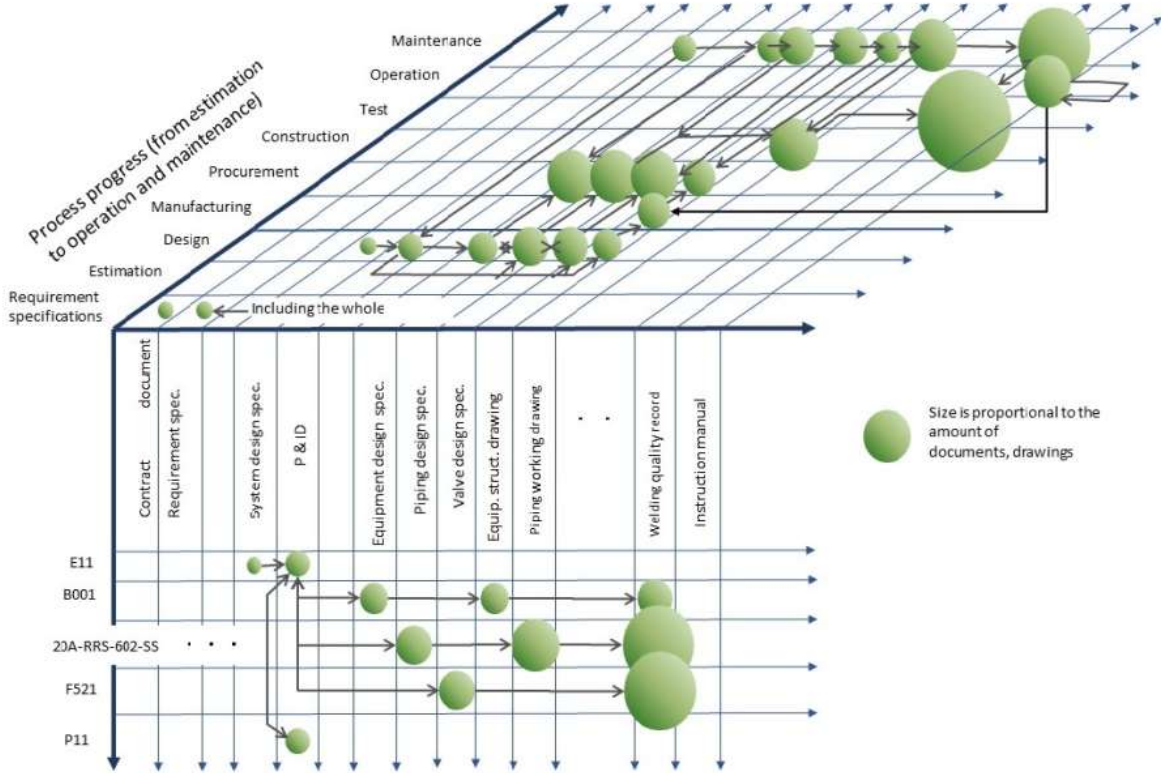 Maintenance
Operation
Test
Construction
Procurement
Manufacturing
Design
Estimation
Requirement
specifications
Process progress (from estimation
to operation and maintenance)
Including the whole
Contract document
Requirement spec.
System design spec.
P & ID
Equipment design spec.
Piping design spec.
Valve design spec.
Equip. struct. drawing
Piping working drawing
. .
Welding quality record
Instruction manual
Size is proportional to the
amount of
documents, drawings
E11
B001
20A-RRS-602-SS . . .
F521
P11